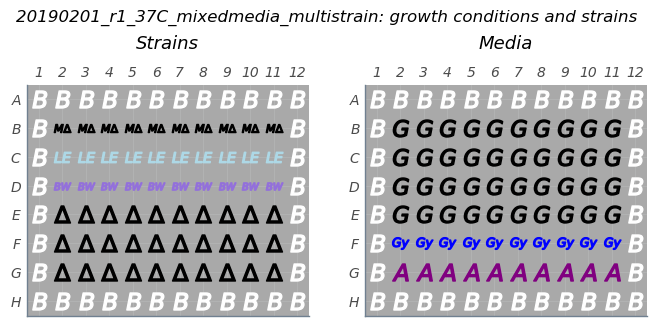 20190201_r1_37C_mixedmedia_multistrain: growth conditions and strains
Strains Media
1 2 3 4 5 6 7 8 9 10 11 12 1 2 3 4 5 6 7 8 9 10 11 12
A B B B B B B B B B B B B A B B B B B B B B B B B B
B B MΔ MΔ MΔ MΔ MΔ MΔ MΔ MΔ MΔ MΔ B B B G G G G G G G G G G B
C B LE LE LE LE LE LE LE LE LE LE B C B G G G G G G G G G G B
D B BW BW BW BW BW BW BW BW BW BW B D B G G G G G G G G G G B
E B Δ Δ Δ Δ Δ Δ Δ Δ Δ Δ B E B G G G G G G G G G G B
F B Δ Δ Δ Δ Δ Δ Δ Δ Δ Δ B F B Gy Gy Gy Gy Gy Gy Gy Gy Gy Gy B
G B Δ Δ Δ Δ Δ Δ Δ Δ Δ Δ B G B A A A A A A A A A A B
H B B B B B B B B B B B B H B B B B B B B B B B B B